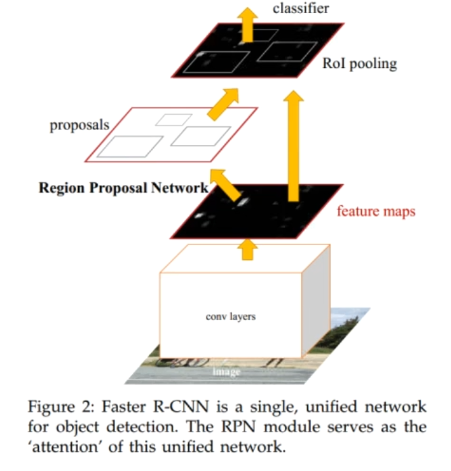 classifier
RoI pooling
proposals
Region Proposal Network
feature maps
conv layers
image
Figure 2: Faster R-CNN is a single, unified network
for object detection. The RPN module serves as the
‘attention’ of this unified network.